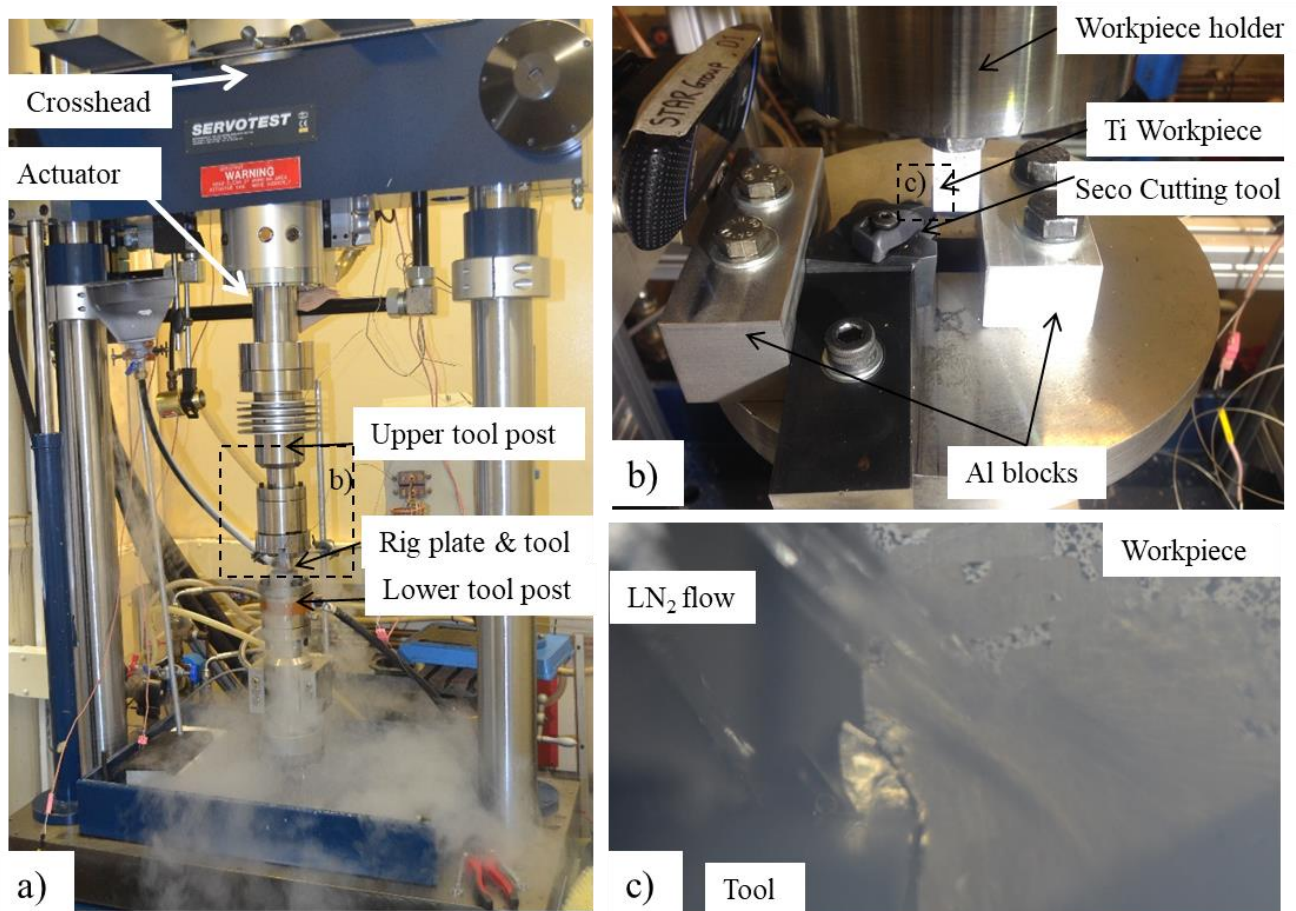 Crosshead
SERVOTEST
WARNING
Actuator
Upper tool post
b)
Rig plate & tool
Lower tool post
a)
STAR Group .01
Workpiece holder
Ti Workpiece
c)
Seco Cutting tool
b)
Al blocks
Workpiece
LN₂ flow
c)
Tool